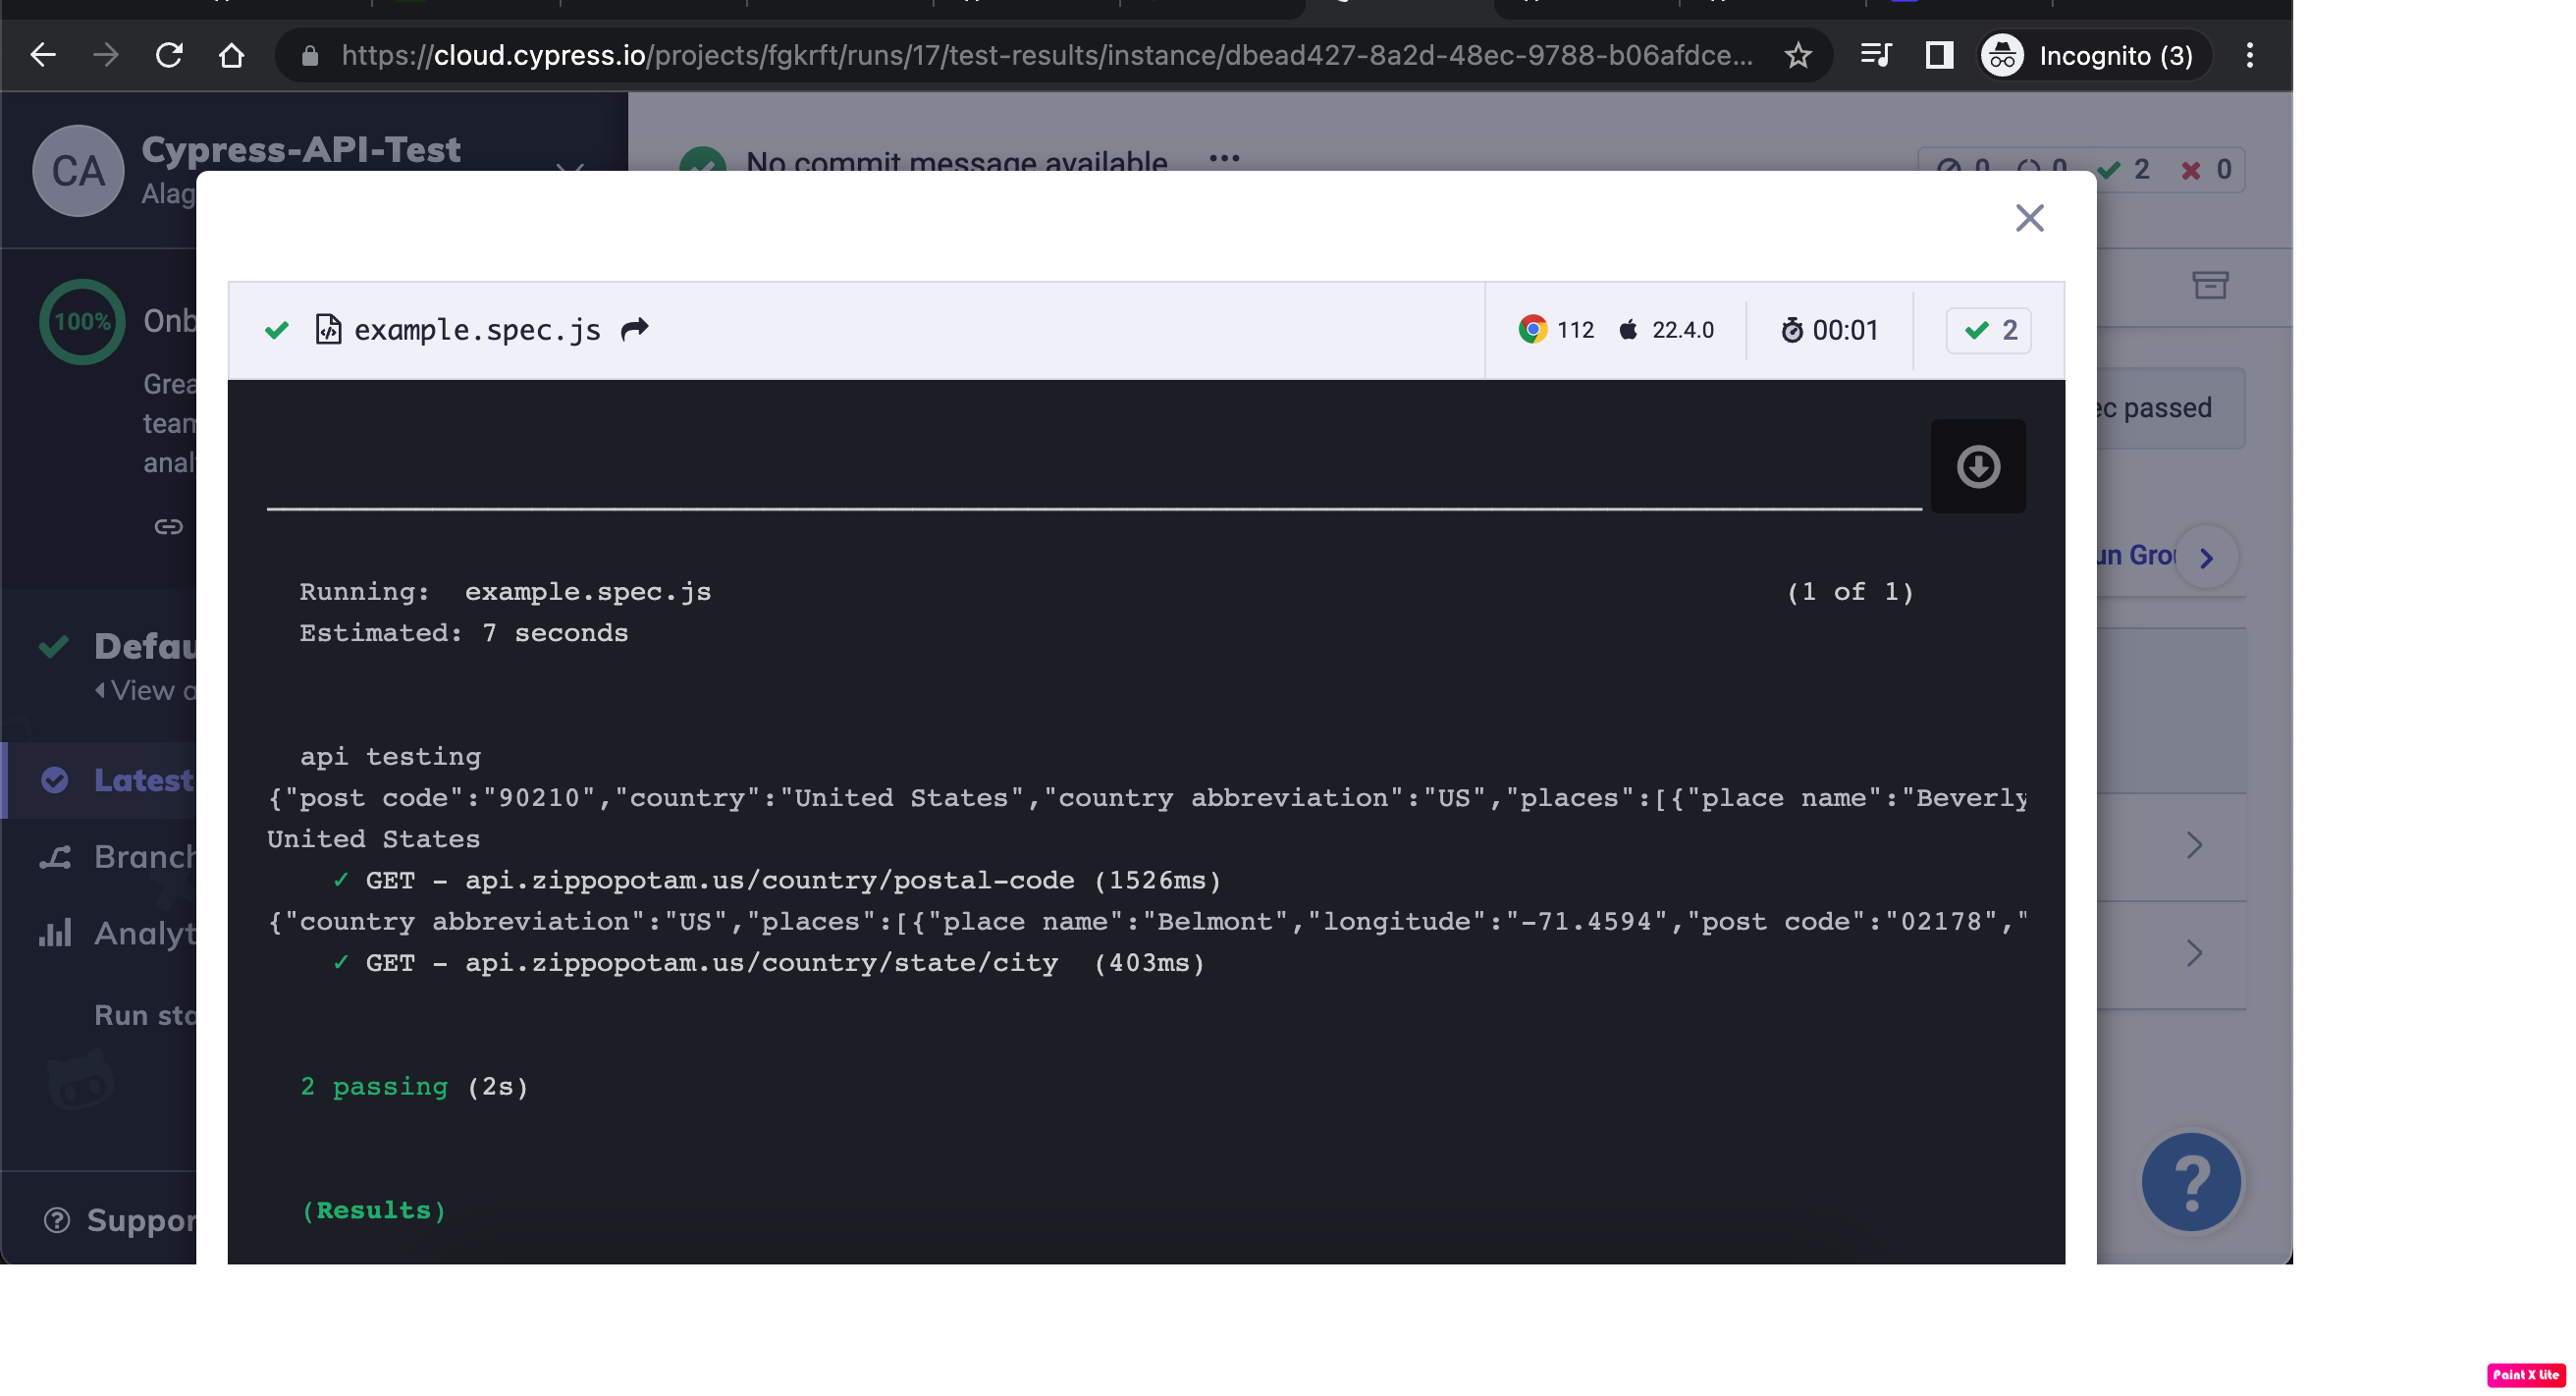 https://cloud.cypress.io/projects/fgkrft/runs/17/test-results/instance/dbead427-8a2d-48ec-9788-b06afdce...
Incognito (3)
CA
Cypress-API-Test
Alag
No commit message available
0 0 2 0
100%
Onb
Grea
team
anal
Defau
View a
Latest
Branch
Analyt
Run sta
Suppor
example.spec.js
112 22.4.0 00:01 2
ec passed
un Grou
Running: example.spec.js (1 of 1)
Estimated: 7 seconds
api testing
{"post code":"90210","country":"United States","country abbreviation":"US","places":[{"place name":"Beverly
United States
✓ GET - api.zippopotam.us/country/postal-code (1526ms)
{"country abbreviation":"US","places":[{"place name":"Belmont","longitude":"-71.4594","post code":"02178","
✓ GET - api.zippopotam.us/country/state/city (403ms)
2 passing (2s)
(Results)
?
Paint X Lite